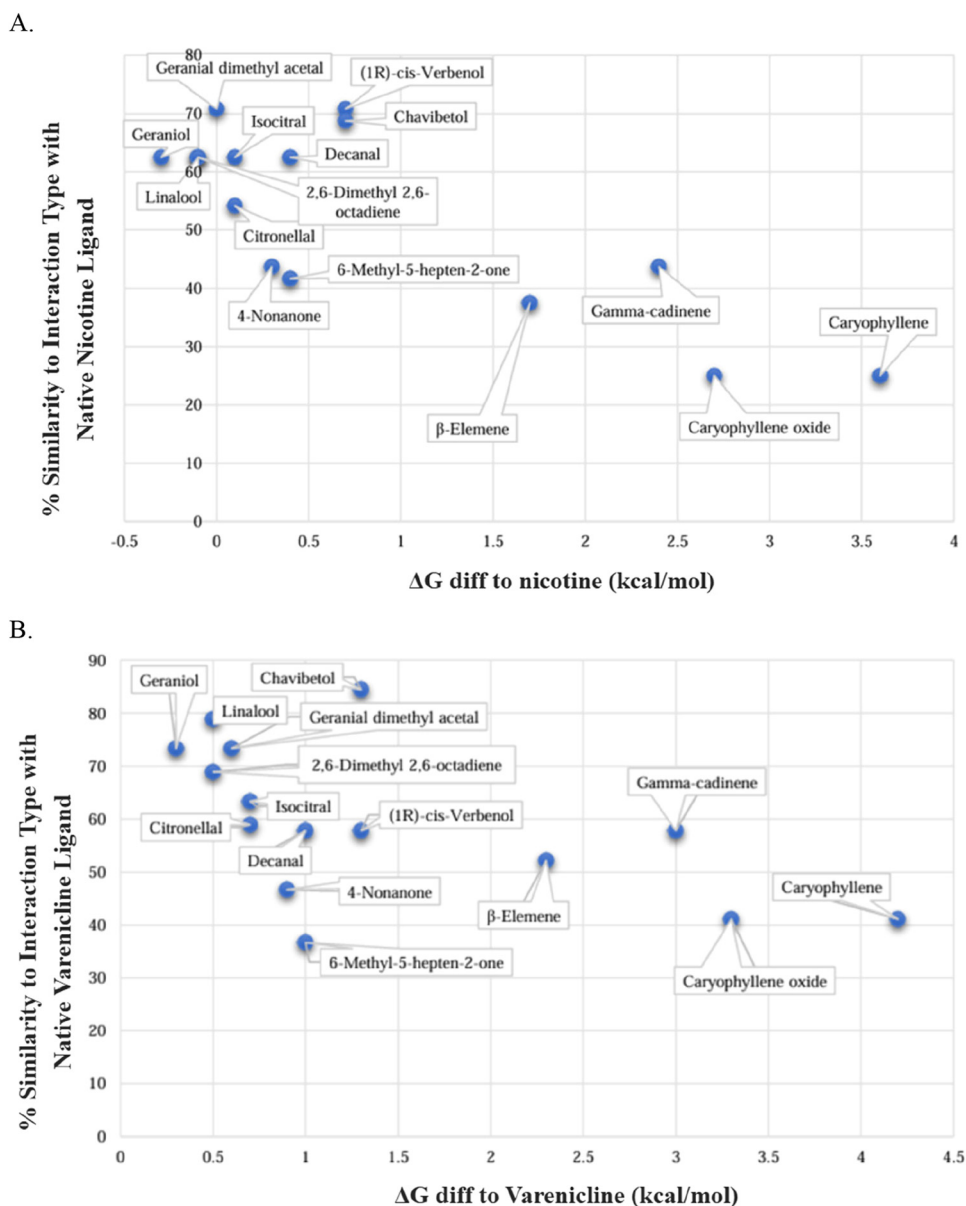 A.
% Similarity to Interaction Type with
Native Nicotine Ligand
80
70
60
50
40
30
20
10
0
Geranial dimethyl acetal
(1R)-cis-Verbenol
Chavibetol
Isocitral
Geraniol
Decanal
Linalool
2,6-Dimethyl 2,6-
octadiene
Citronellal
6-Methyl-5-hepten-2-one
4-Nonanone
Gamma-cadinene
Caryophyllene
β-Elemene
Caryophyllene oxide
-0.5
0
0.5
1
1.5
2
2.5
3
3.5
4
ΔG diff to nicotine (kcal/mol)
B.
% Similarity to Interaction Type with
Native Varenicline Ligand
90
80
70
60
50
40
30
20
10
0
Geraniol
Chavibetol
Linalool
Geranial dimethyl acetal
2,6-Dimethyl 2,6-octadiene
Gamma-cadinene
Isocitral
(1R)-cis-Verbenol
Citronellal
Decanal
4-Nonanone
β-Elemene
Caryophyllene
6-Methyl-5-hepten-2-one
Caryophyllene oxide
0
0.5
1
1.5
2
2.5
3
3.5
4
4.5
ΔG diff to Varenicline (kcal/mol)